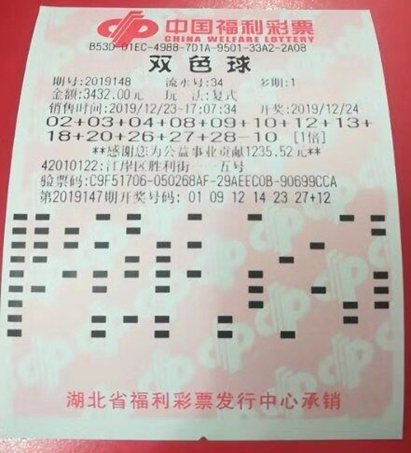 中国福利彩票
CHINA WELFARE LOTTERY
B53D-01EC-4988-7D1A-9501-33A2-2A08
双色球
期号:2019148 流水号:34 多期:1
金额:3432.00元 玩 法:复式
销售时间:2019/12/23-17:07:34 开奖:2019/12/24
02+03+04+08+09+10+12+13+
18+20+26+27+28-10 [1倍]
**感谢您为公益事业贡献1235.52元**
42010122:江岸区胜利街一一五号
验票码:C9F51706-050268AF-29AEEC0B-90699CCA
第2019147期开奖号码: 01 09 12 14 23 27+12
湖北省福利彩票发行中心承销